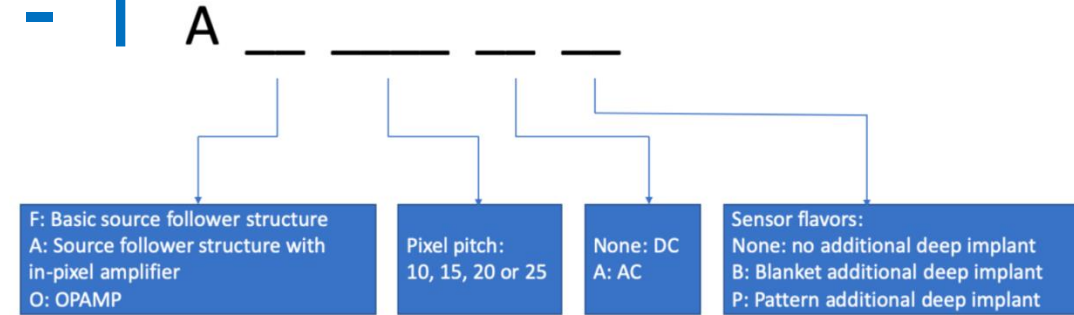 A __ ____ __ __
F: Basic source follower structure
A: Source follower structure with
in-pixel amplifier
O: OPAMP
Pixel pitch:
10, 15, 20 or 25
None: DC
A: AC
Sensor flavors:
None: no additional deep implant
B: Blanket additional deep implant
P: Pattern additional deep implant